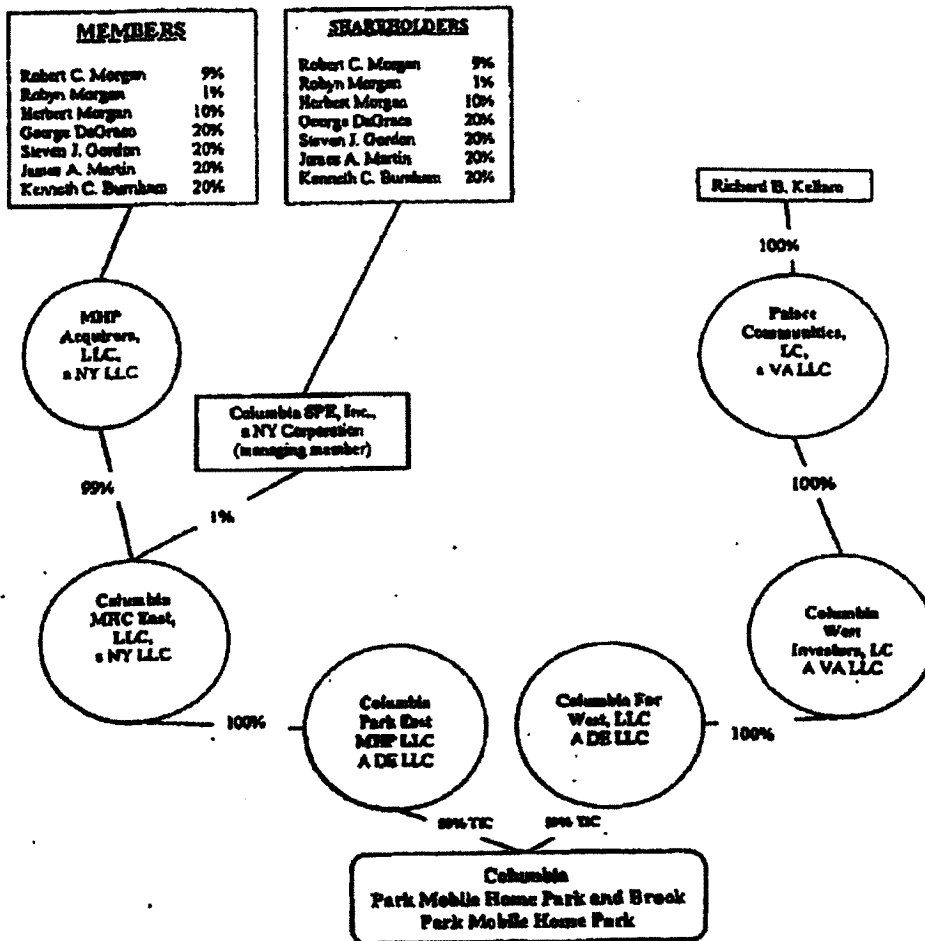 MEMBERS
Robert C. Morgan 9%
Robyn Morgan 1%
Herbert Morgan 10%
George DeGraco 20%
Steven J. Gordon 20%
James A. Martin 20%
Kenneth C. Burnham 20%
SHAREHOLDERS
Robert C. Morgan 9%
Robyn Morgan 1%
Herbert Morgan 10%
George DeGraco 20%
Steven J. Gordon 20%
James A. Martin 20%
Kenneth C. Burnham 20%
Richard B. Kellam
100%
MHP
Acquirors,
LLC,
a NY LLC
Palace
Communities,
LC,
a VA LLC
Columbia SPE, Inc.,
a NY Corporation
(managing member)
99%
1%
100%
Columbia
MHC East,
LLC,
a NY LLC
Columbia
West
Investors, LC
A VA LLC
100%
Columbia
Park East
MHP LLC
A DE LLC
Columbia
West, LLC
A DE LLC
100%
TIC
TIC
Columbia
Park Mobile Home Park and Brook
Park Mobile Home Park